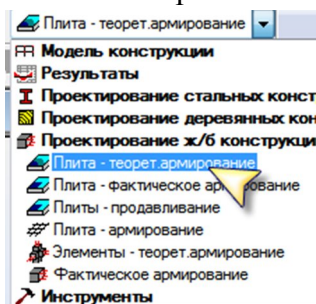 Плита - теорет.армирование
Модель конструкции
Результаты
Проектирование стальных конст
Проектирование деревянных кон
Проектирование ж/б конструкци
Плита - теорет.армирование
Плита - фактическое армирование
Плиты - продавливание
Плита - армирование
Элементы - теорет.армирование
Фактическое армирование
Инструменты